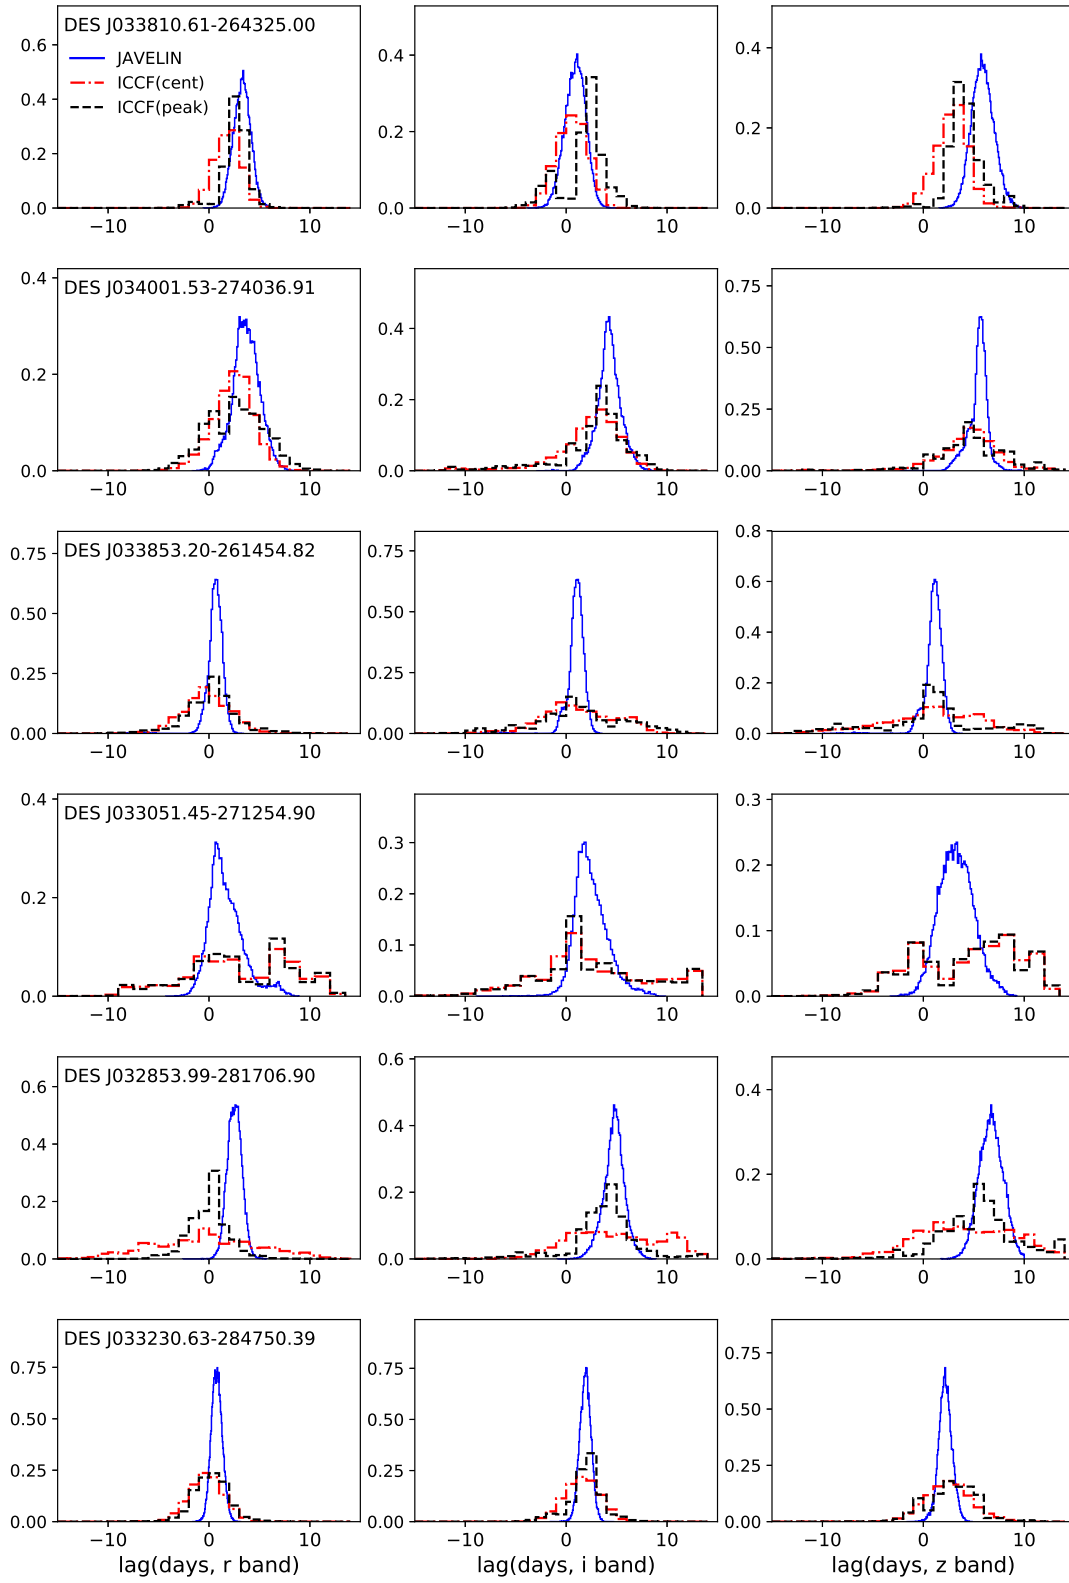 DES J033810.61-264325.00
JAVELIN
ICCF(cent)
ICCF(peak)
0.6
0.4
0.2
0.0
−10 0 10
0.4
0.2
0.0
−10 0 10
0.4
0.2
0.0
−10 0 10
DES J034001.53-274036.91
0.4
0.2
0.0
−10 0 10
0.4
0.2
0.0
−10 0 10
0.75
0.50
0.25
0.00
−10 0 10
DES J033853.20-261454.82
0.75
0.50
0.25
0.00
−10 0 10
0.75
0.50
0.25
0.00
−10 0 10
0.8
0.6
0.4
0.2
0.0
−10 0 10
DES J033051.45-271254.90
0.4
0.2
0.0
−10 0 10
0.3
0.2
0.1
0.0
−10 0 10
0.3
0.2
0.1
0.0
−10 0 10
DES J032853.99-281706.90
0.6
0.4
0.2
0.0
−10 0 10
0.6
0.4
0.2
0.0
−10 0 10
0.4
0.2
0.0
−10 0 10
DES J033230.63-284750.39
0.75
0.50
0.25
0.00
−10 0 10
lag(days, r band)
0.75
0.50
0.25
0.00
−10 0 10
lag(days, i band)
0.75
0.50
0.25
0.00
−10 0 10
lag(days, z band)